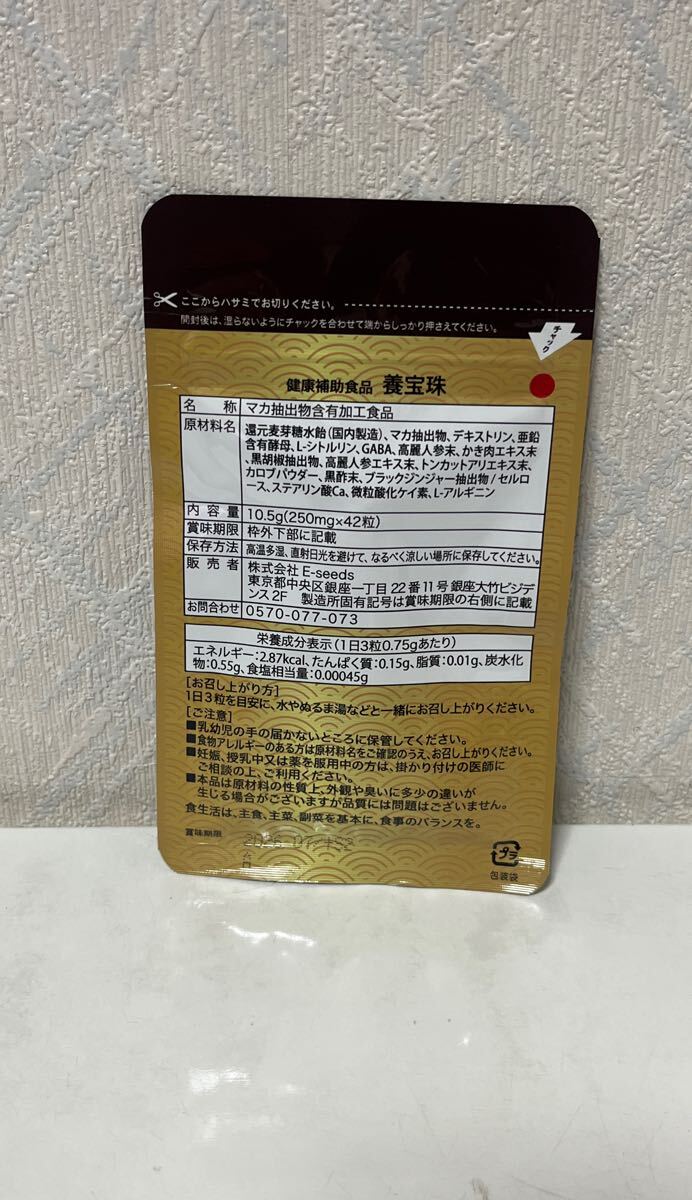 ここからハサミでお切りください。
開封後は、湿らないようにチャックを合わせて端からしっかり押さえてください。
チャック
健康補助食品 養宝珠
名 称 マカ抽出物含有加工食品
原材料名 還元麦芽糖水飴(国内製造)、マカ抽出物、デキストリン、亜鉛
含有酵母、L-シトルリン、GABA、高麗人参末、かき肉エキス末
、黒胡椒抽出物、高麗人参エキス末、トンカットアリエキス末、
カロブパウダー、黒酢末、ブラックジンジャー抽出物/セルロ
ース、ステアリン酸Ca、微粒酸化ケイ素、L-アルギニン
内 容 量 10.5g(250mg×42粒)
賞味期限 枠外下部に記載
保存方法 高温多湿、直射日光を避けて、なるべく涼しい場所に保存してください。
販 売 者 株式会社 E-seeds
東京都中央区銀座一丁目22番11号 銀座大竹ビジデ
ンス2F 製造所固有記号は賞味期限の右側に記載
お問合わせ 0570-077-073
栄養成分表示(1日3粒0.75gあたり)
エネルギー:2.87kcal、たんぱく質:0.15g、脂質:0.01g、炭水化
物:0.55g、食塩相当量:0.00045g
[お召し上がり方]
1日3粒を目安に、水やぬるま湯などと一緒にお召し上がりください。
[ご注意]
■乳幼児の手の届かないところに保管してください。
■食物アレルギーのある方は原材料名をご確認のうえ、お召し上がりください。
■妊娠、授乳中又は薬を服用中の方は、掛かり付けの医師に
ご相談の上、ご利用ください。
■本品は原材料の性質上、外観や臭いに多少の違いが
生じる場合がございますが品質には問題はございません。
食生活は、主食、主菜、副菜を基本に、食事のバランスを。
賞味期限
プラ
包装袋